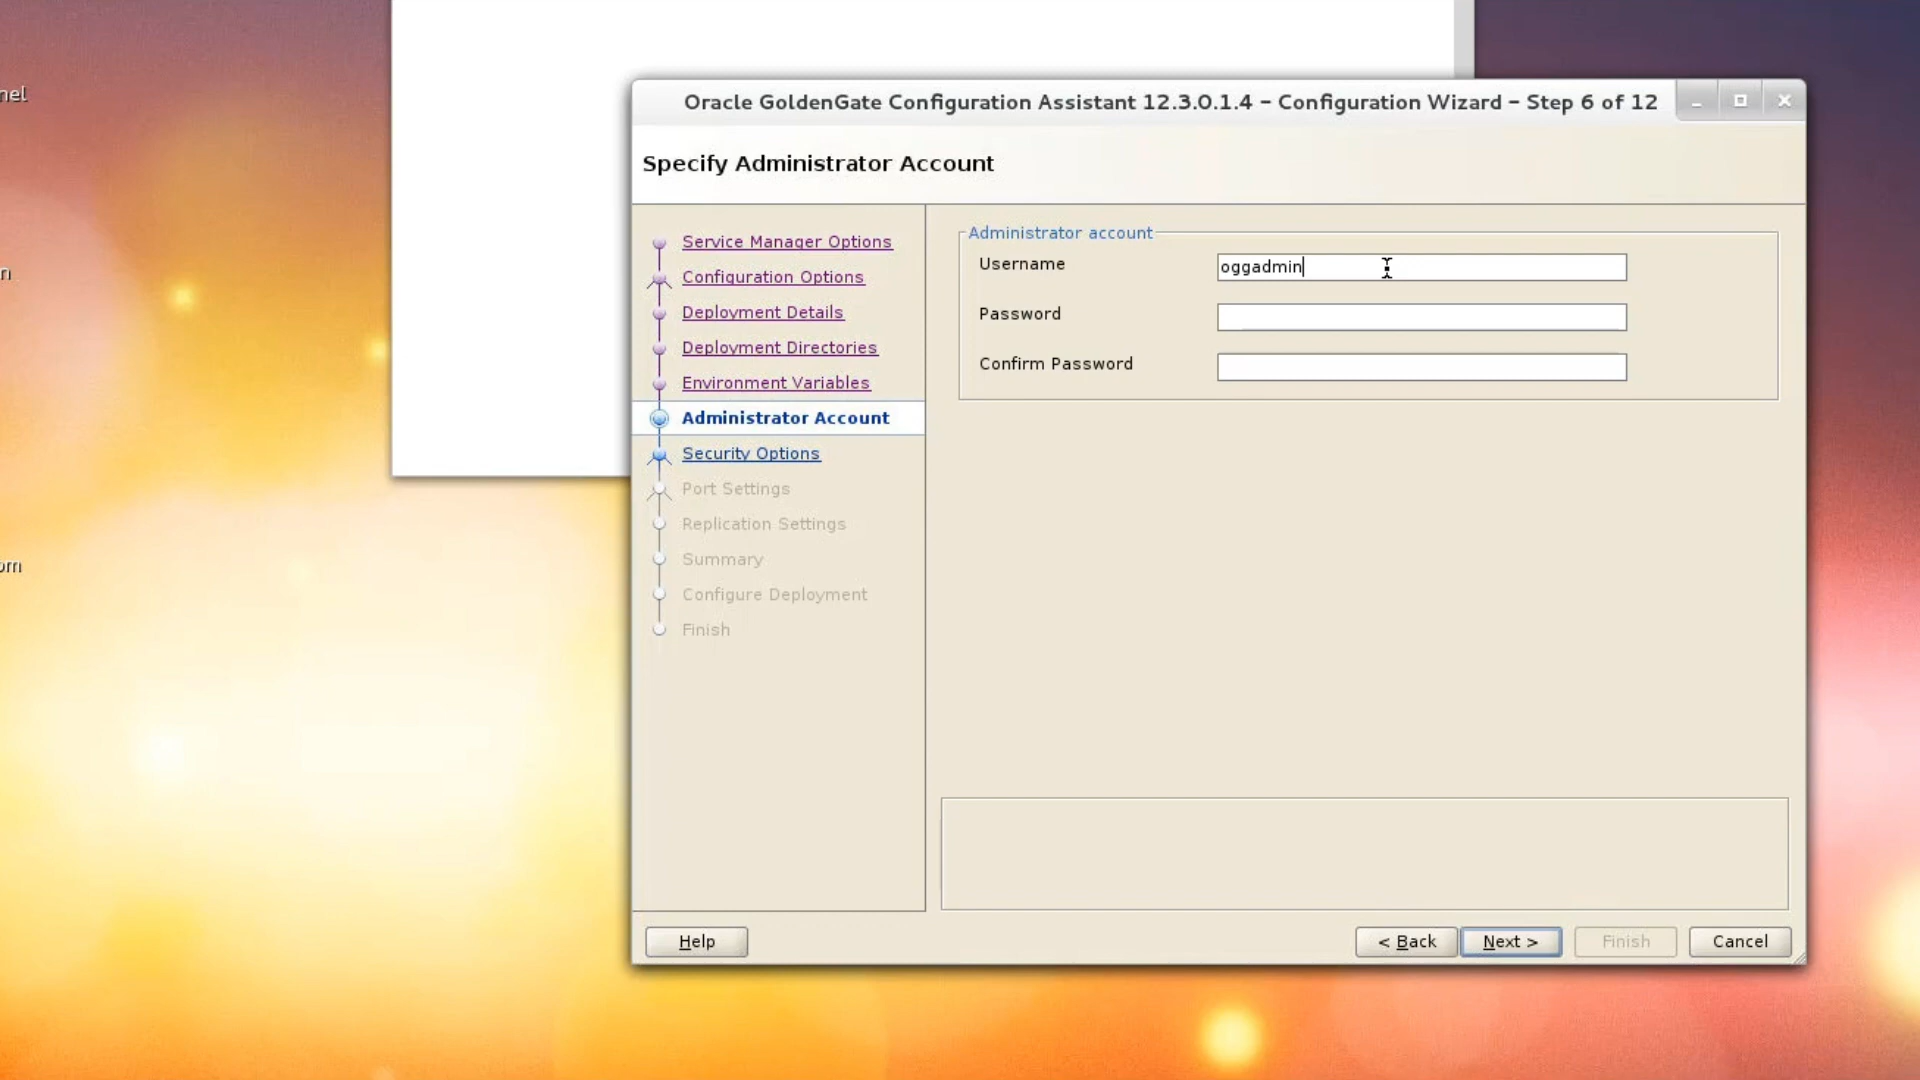 nel
n
om
Oracle GoldenGate Configuration Assistant 12.3.0.1.4 – Configuration Wizard – Step 6 of 12
Specify Administrator Account
Service Manager Options
Configuration Options
Deployment Details
Deployment Directories
Environment Variables
Administrator Account
Security Options
Port Settings
Replication Settings
Summary
Configure Deployment
Finish
Administrator account
Username
oggadmin
Password
Confirm Password
Help
< Back
Next >
Finish
Cancel